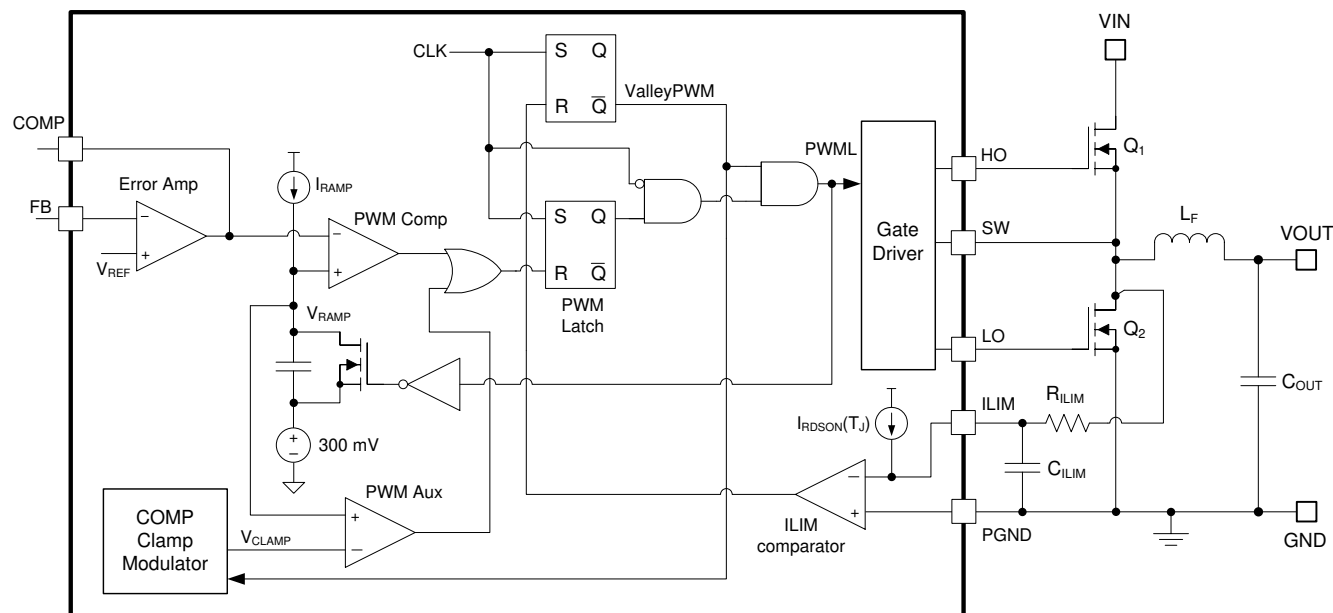 VIN
CLK
S Q
R Q̅
ValleyPWM
COMP
PWML
HO
Q1
Error Amp
IRAMP
FB
PWM Comp
−
+
VREF
−
+
S Q
R Q̅
PWM
Latch
Gate
Driver
SW
LF
VOUT
VRAMP
LO
Q2
COUT
RILIM
ILIM
IRDSON(TJ)
+
−
300 mV
CILIM
−
+
ILIM
comparator
PGND
GND
PWM Aux
+
−
COMP
Clamp
Modulator
VCLAMP